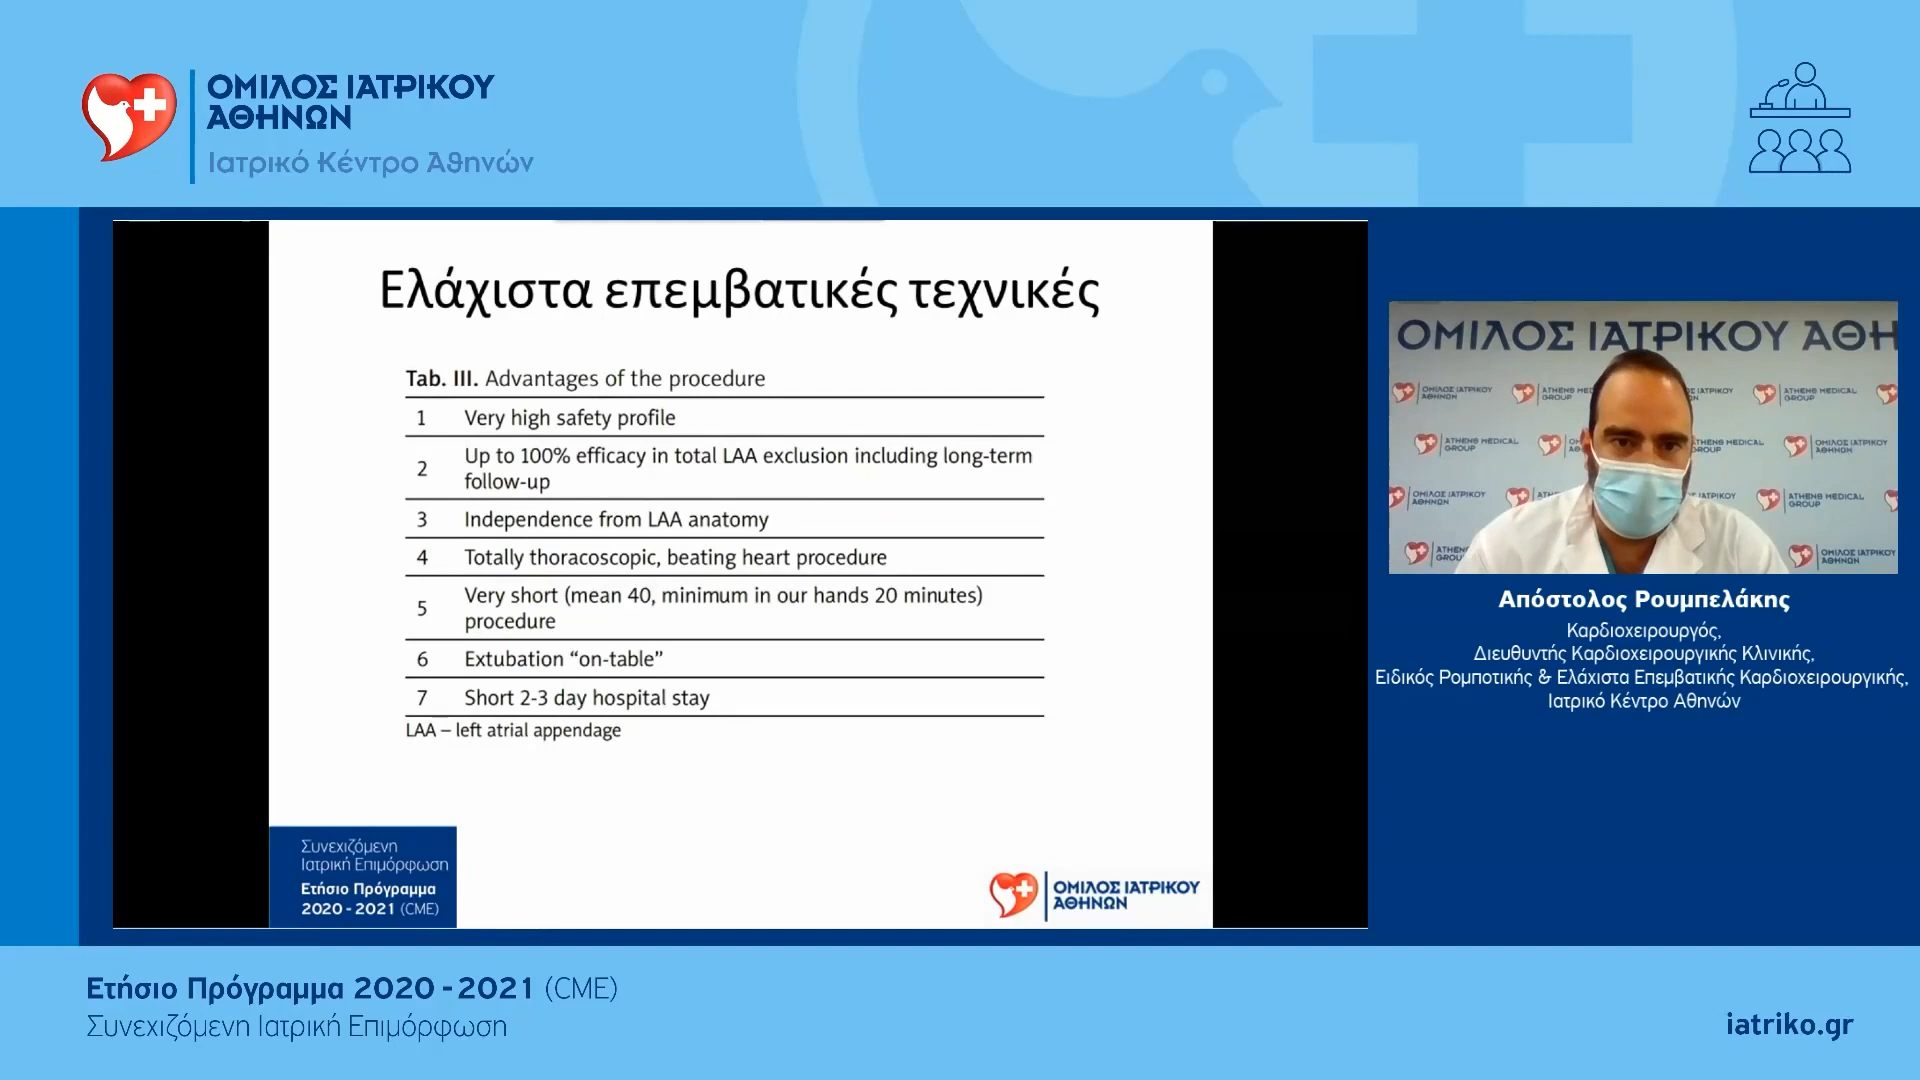 ΟΜΙΛΟΣ ΙΑΤΡΙΚΟΥ
ΑΘΗΝΩΝ
Ιατρικό Κέντρο Αθηνών
Ελάχιστα επεμβατικές τεχνικές
Tab. III. Advantages of the procedure
1 Very high safety profile
2 Up to 100% efficacy in total LAA exclusion including long-term
follow-up
3 Independence from LAA anatomy
4 Totally thoracoscopic, beating heart procedure
5 Very short (mean 40, minimum in our hands 20 minutes)
procedure
6 Extubation “on-table”
7 Short 2-3 day hospital stay
LAA – left atrial appendage
Συνεχιζόμενη
Ιατρική Επιμόρφωση
Ετήσιο Πρόγραμμα
2020 - 2021 (CME)
ΟΜΙΛΟΣ ΙΑΤΡΙΚΟΥ
ΑΘΗΝΩΝ
ΟΜΙΛΟΣ ΙΑΤΡΙΚΟΥ ΑΘΗ
Απόστολος Ρουμπελάκης
Καρδιοχειρουργός,
Διευθυντής Καρδιοχειρουργικής Κλινικής,
Ειδικός Ρομποτικής & Ελάχιστα Επεμβατικής Καρδιοχειρουργικής,
Ιατρικό Κέντρο Αθηνών
Ετήσιο Πρόγραμμα 2020 - 2021 (CME)
Συνεχιζόμενη Ιατρική Επιμόρφωση
iatriko.gr